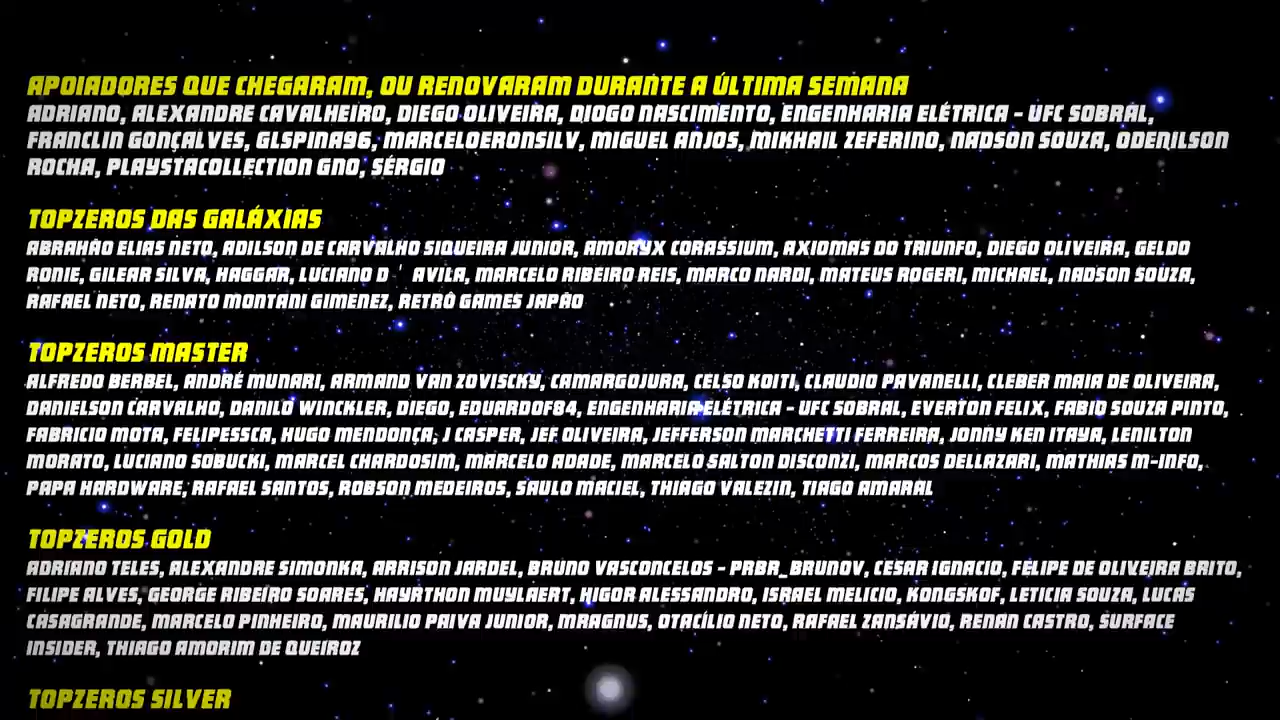 APOIADORES QUE CHEGARAM, OU RENOVARAM DURANTE A ÚLTIMA SEMANA
ADRIANO, ALEXANDRE CAVALHEIRO, DIEGO OLIVEIRA, DIOGO NASCIMENTO, ENGENHARIA ELÉTRICA - UFC SOBRAL,
FRANCLIN GONÇALVES, GLSPINA96, MARCELOERONSILV, MIGUEL ANJOS, MIKHAIL ZEFERINO, NADSON SOUZA, ODENILSON
ROCHA, PLAYSTACOLLECTION GNO, SÉRGIO
TOPZEROS DAS GALÁXIAS
ABRAHÃO ELIAS NETO, ADILSON DE CARVALHO SIQUEIRA JUNIOR, AMORYX CORASSIUM, AXIOMAS DO TRIUNFO, DIEGO OLIVEIRA, GELDO
RONIE, GILEAR SILVA, HAGGAR, LUCIANO D ' AVILA, MARCELO RIBEIRO REIS, MARCO NARDI, MATEUS ROGERI, MICHAEL, NADSON SOUZA,
RAFAEL NETO, RENATO MONTANI GIMENEZ, RETRÔ GAMES JAPÃO
TOPZEROS MASTER
ALFREDO BERBEL, ANDRÉ MUNARI, ARMAND VAN ZOVISCKY, CAMARGOJURA, CELSO KOITI, CLAUDIO PAVANELLI, CLEBER MAIA DE OLIVEIRA,
DANIELSON CARVALHO, DANILO WINCKLER, DIEGO, EDUARDOF84, ENGENHARIA ELÉTRICA - UFC SOBRAL, EVERTON FELIX, FABIO SOUZA PINTO,
FABRICIO MOTA, FELIPESSCA, HUGO MENDONÇA, J CASPER, JEF OLIVEIRA, JEFFERSON MARCHETTI FERREIRA, JONNY KEN ITAYA, LENILTON
MORATO, LUCIANO SOBUCKI, MARCEL CHARDOSIM, MARCELO ADADE, MARCELO SALTON DISCONZI, MARCOS DELLAZARI, MATHIAS M-INFO,
PAPA HARDWARE, RAFAEL SANTOS, ROBSON MEDEIROS, SAULO MACIEL, THIAGO VALEZIN, TIAGO AMARAL
TOPZEROS GOLD
ADRIANO TELES, ALEXANDRE SIMONKA, ARRISON JARDEL, BRUNO VASCONCELOS - PRBR_BRUNOV, CESAR IGNACIO, FELIPE DE OLIVEIRA BRITO,
FILIPE ALVES, GEORGE RIBEIRO SOARES, HAYRTHON MUYLAERT, HIGOR ALESSANDRO, ISRAEL MELICIO, KONGSKOF, LETICIA SOUZA, LUCAS
CASAGRANDE, MARCELO PINHEIRO, MAURILIO PAIVA JUNIOR, MRAGNUS, OTACÍLIO NETO, RAFAEL ZANSÁVIO, RENAN CASTRO, SURFACE
INSIDER, THIAGO AMORIM DE QUEIROZ
TOPZEROS SILVER